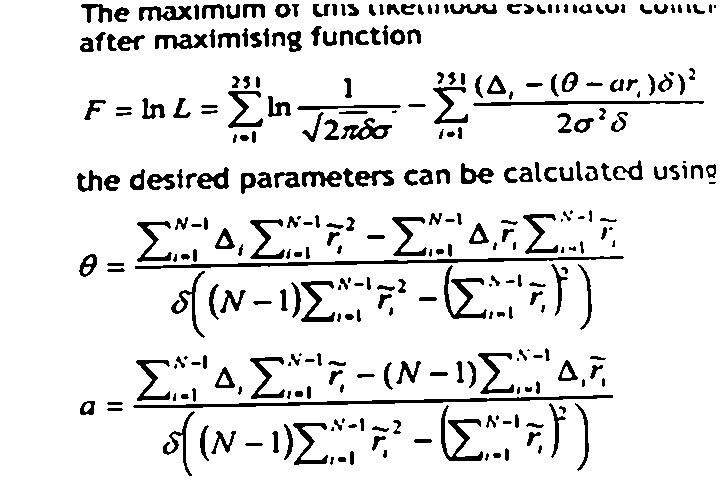 The maximum of this likelihood estimator
after maximising function
F = ln L = \sum_{i=1}^{251} \ln \frac{1}{\sqrt{2\pi\delta}\sigma} - \sum_{i=1}^{251} \frac{(\Delta_i - (\theta - ar_i)\delta)^2}{2\sigma^2\delta}
the desired parameters can be calculated using
\theta = \frac{\sum_{i=1}^{N-1} \Delta_i \sum_{i=1}^{N-1} \tilde{r}_i^2 - \sum_{i=1}^{N-1} \Delta_i \tilde{r}_i \sum_{i=1}^{N-1} \tilde{r}_i}{\delta\left((N-1)\sum_{i=1}^{N-1} \tilde{r}_i^2 - \left(\sum_{i=1}^{N-1} \tilde{r}_i\right)^2\right)}
a = \frac{\sum_{i=1}^{N-1} \Delta_i \sum_{i=1}^{N-1} \tilde{r}_i - (N-1)\sum_{i=1}^{N-1} \Delta_i \tilde{r}_i}{\delta\left((N-1)\sum_{i=1}^{N-1} \tilde{r}_i^2 - \left(\sum_{i=1}^{N-1} \tilde{r}_i\right)^2\right)}